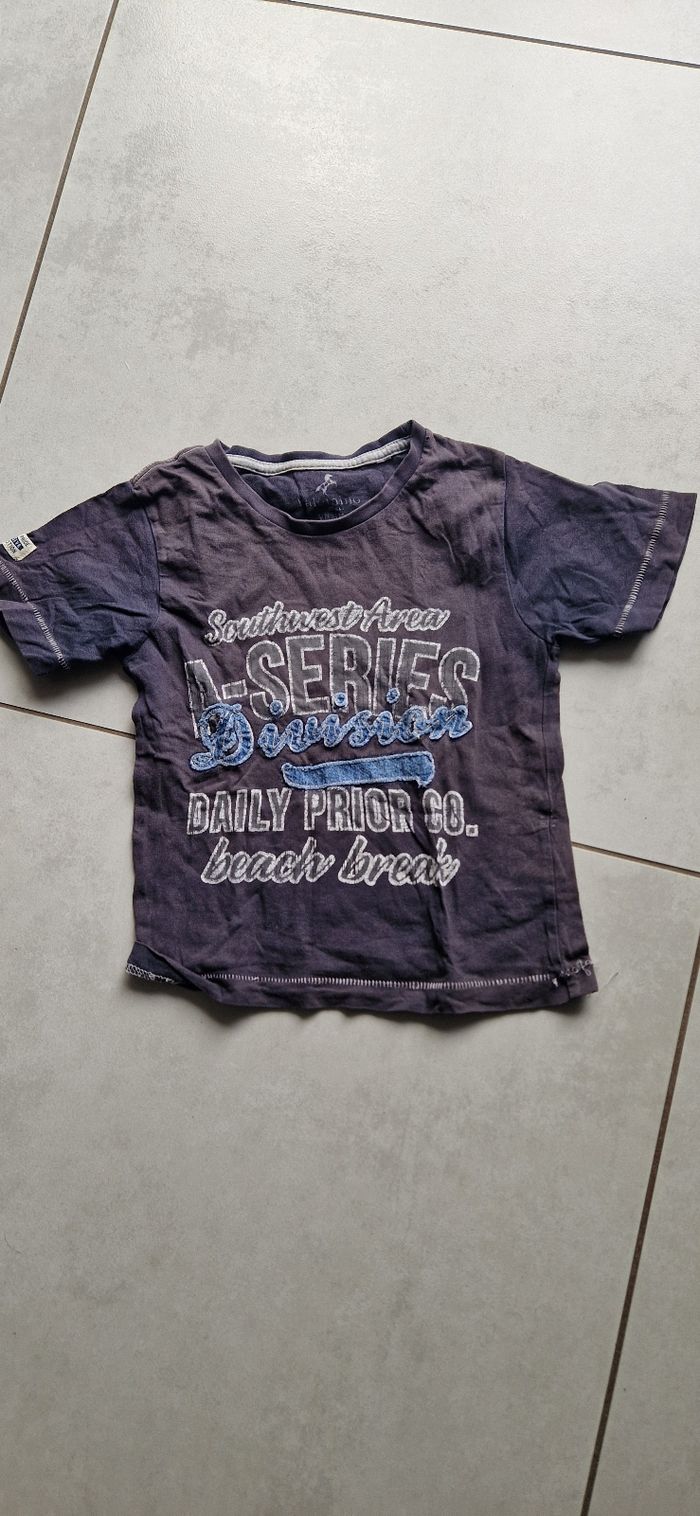 Southwest Area
A-SERIES
Division
DAILY PRIOR CO.
beach break